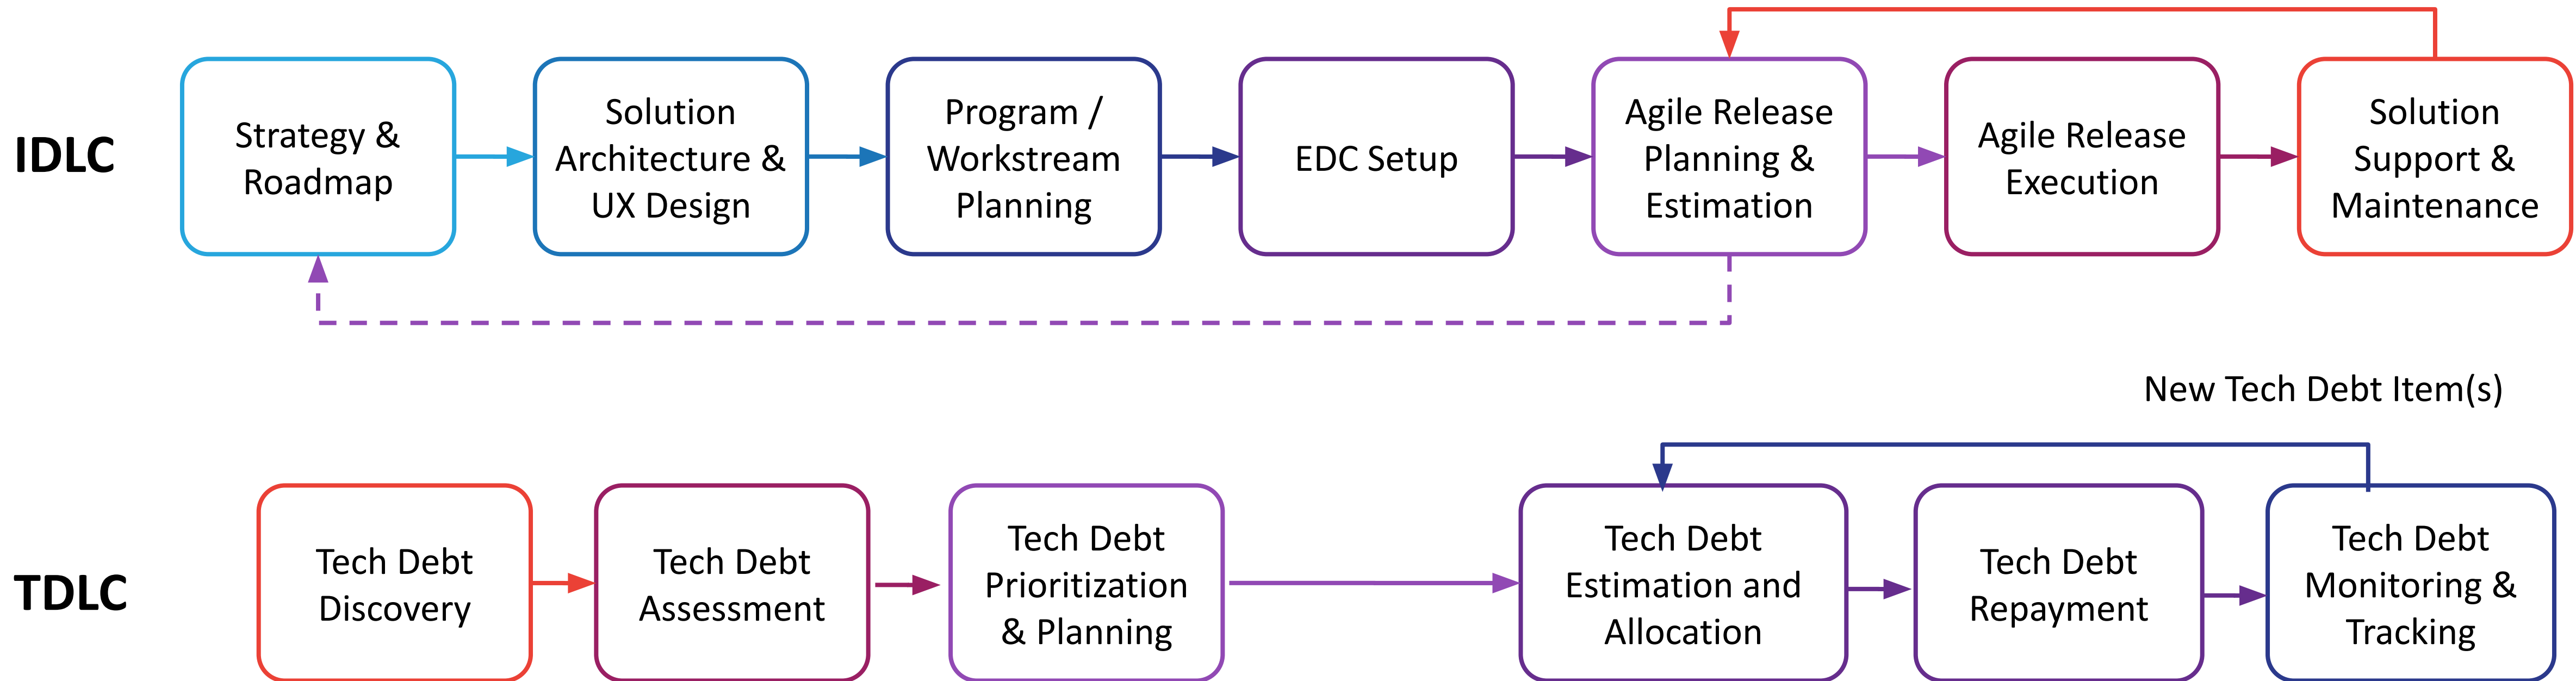 IDLC
Strategy &
Roadmap
Solution
Architecture &
UX Design
Program /
Workstream
Planning
EDC Setup
Agile Release
Planning &
Estimation
Agile Release
Execution
Solution
Support &
Maintenance
New Tech Debt Item(s)
TDLC
Tech Debt
Discovery
Tech Debt
Assessment
Tech Debt
Prioritization
& Planning
Tech Debt
Estimation and
Allocation
Tech Debt
Repayment
Tech Debt
Monitoring &
Tracking